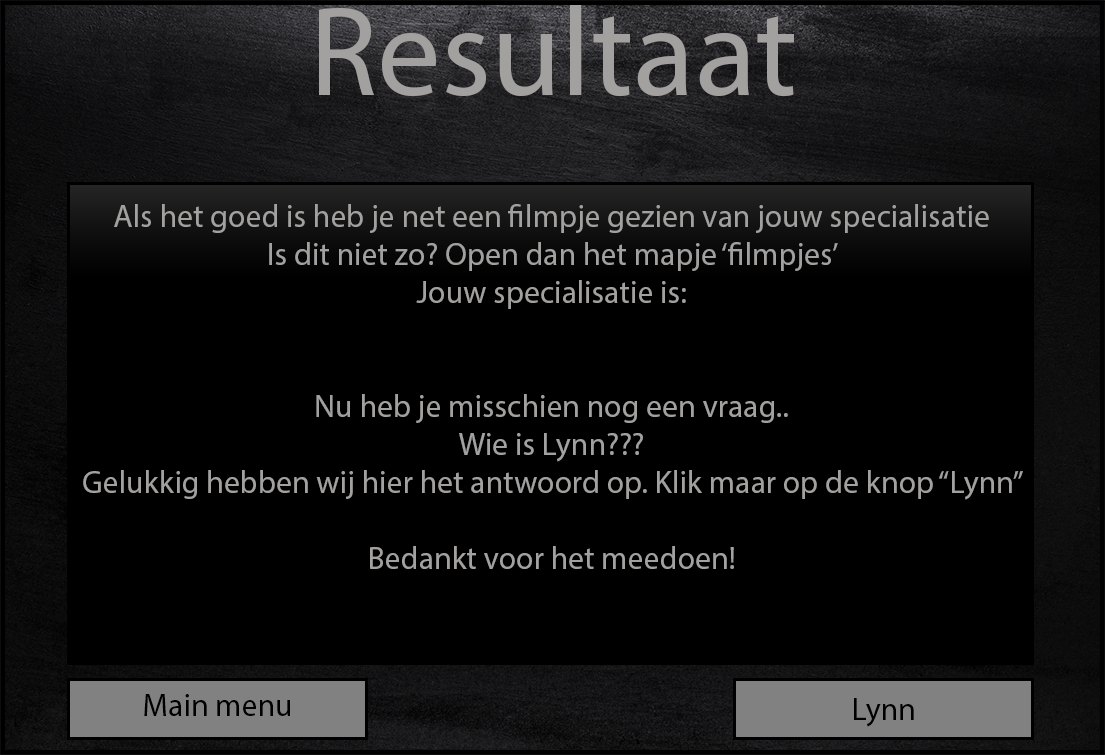 Resultaat
Als het goed is heb je net een filmpje gezien van jouw specialisatie
Is dit niet zo? Open dan het mapje ‘filmpjes’
Jouw specialisatie is:
Nu heb je misschien nog een vraag..
Wie is Lynn???
Gelukkig hebben wij hier het antwoord op. Klik maar op de knop “Lynn”
Bedankt voor het meedoen!
Main menu
Lynn